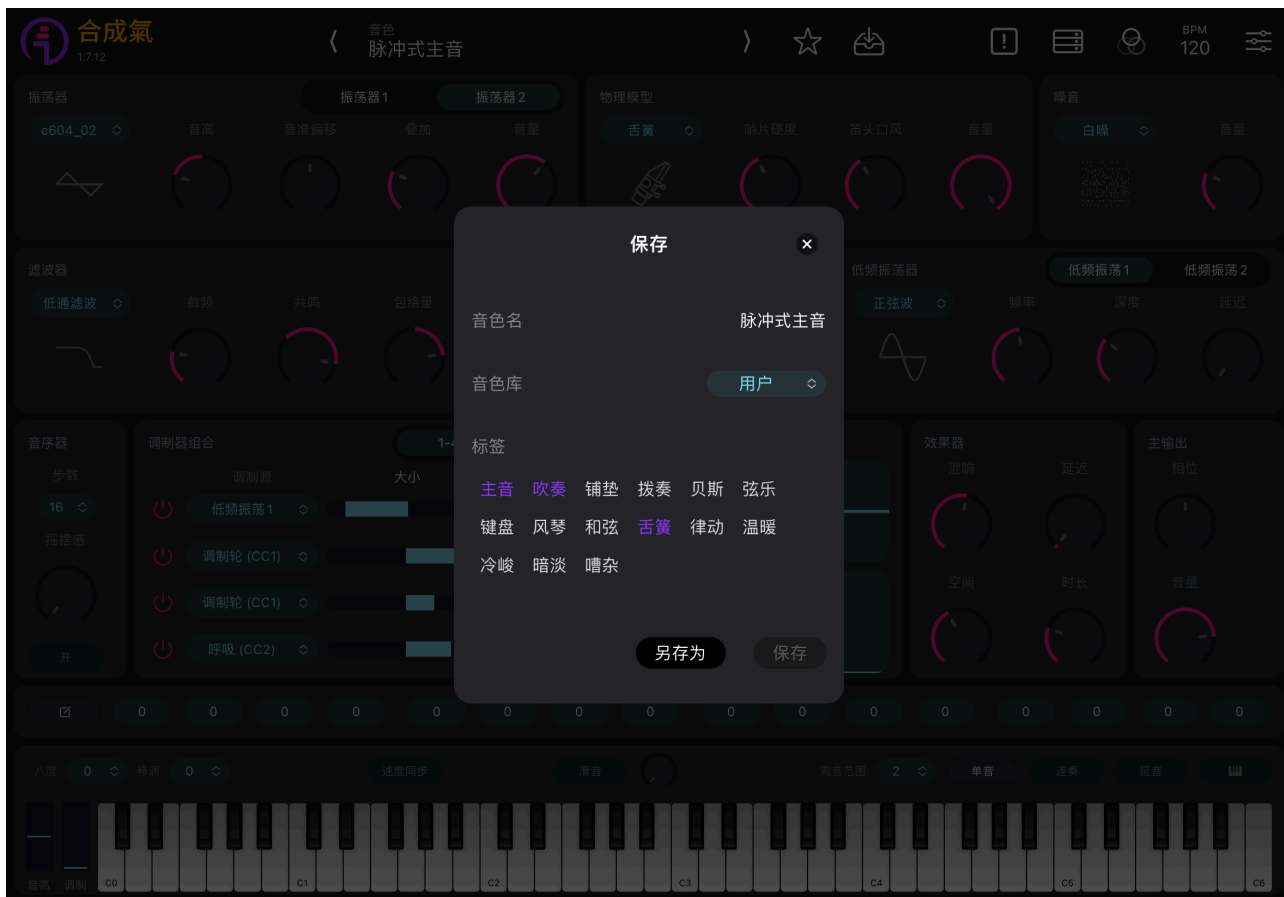 合成氣
1.7.12
音色
脉冲式主音
BPM
120
振荡器
振荡器1
振荡器2
c604_02
音高
音准偏移
叠加
音量
物理模型
舌簧
哨片硬度
笛头口风
音量
噪音
白噪
音量
保存
音色名
脉冲式主音
音色库
用户
标签
主音 吹奏 铺垫 拨奏 贝斯 弦乐
键盘 风琴 和弦 舌簧 律动 温暖
冷峻 暗淡 嘈杂
另存为
保存
滤波器
低通滤波
截频
共鸣
包络量
低频振荡器
低频振荡1
低频振荡2
正弦波
频率
深度
延迟
音序器
步数
16
摇摆感
开
调制器组合
1-4
调制源
大小
低频振荡1
调制轮 (CC1)
调制轮 (CC1)
呼吸 (CC2)
效果器
混响
延迟
空间
时长
主输出
相位
音量
0 0 0 0 0 0 0 0 0 0 0 0 0 0 0 0
八度 0
移调 0
速度同步
滑音
弯音范围 2
单音
连奏
延音
音高
调制
C0 C1 C2 C3 C4 C5 C6